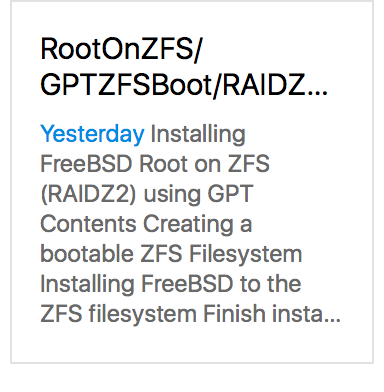 RootOnZFS/
GPTZFSBoot/RAIDZ...
Yesterday Installing
FreeBSD Root on ZFS
(RAIDZ2) using GPT
Contents Creating a
bootable ZFS Filesystem
Installing FreeBSD to the
ZFS filesystem Finish insta...